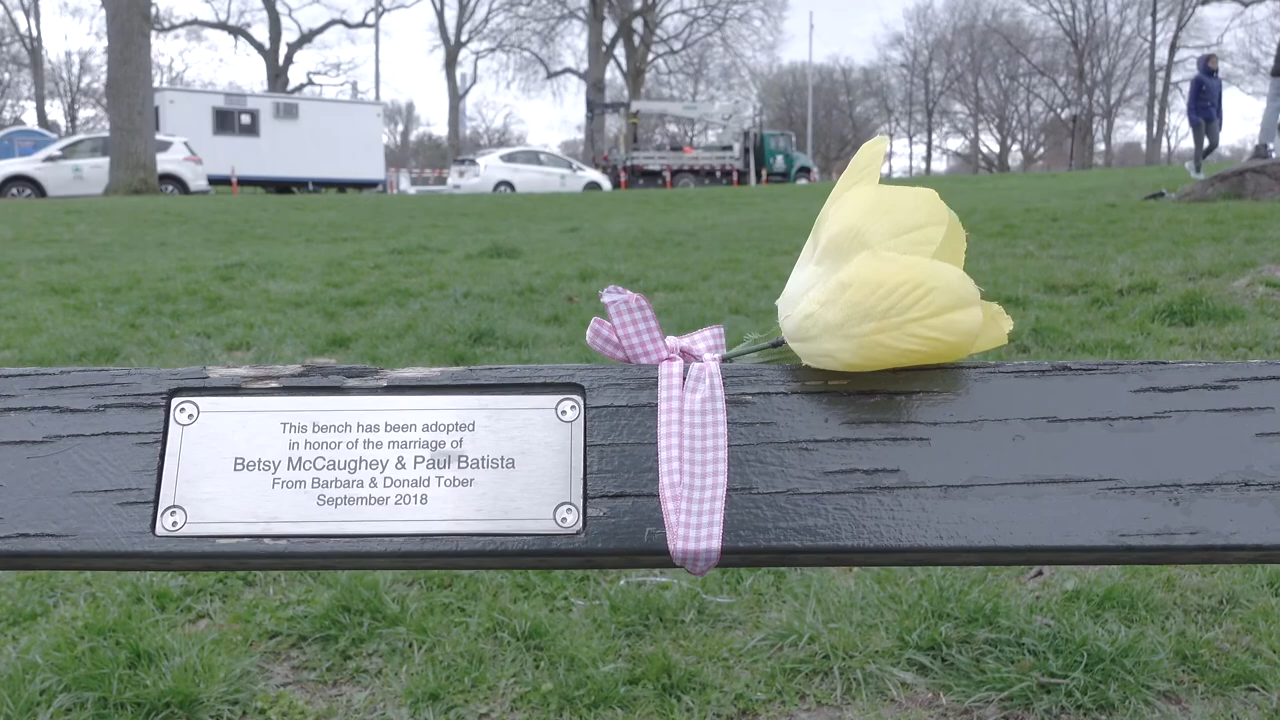 This bench has been adopted
in honor of the marriage of
Betsy McCaughey & Paul Batista
From Barbara & Donald Tober
September 2018